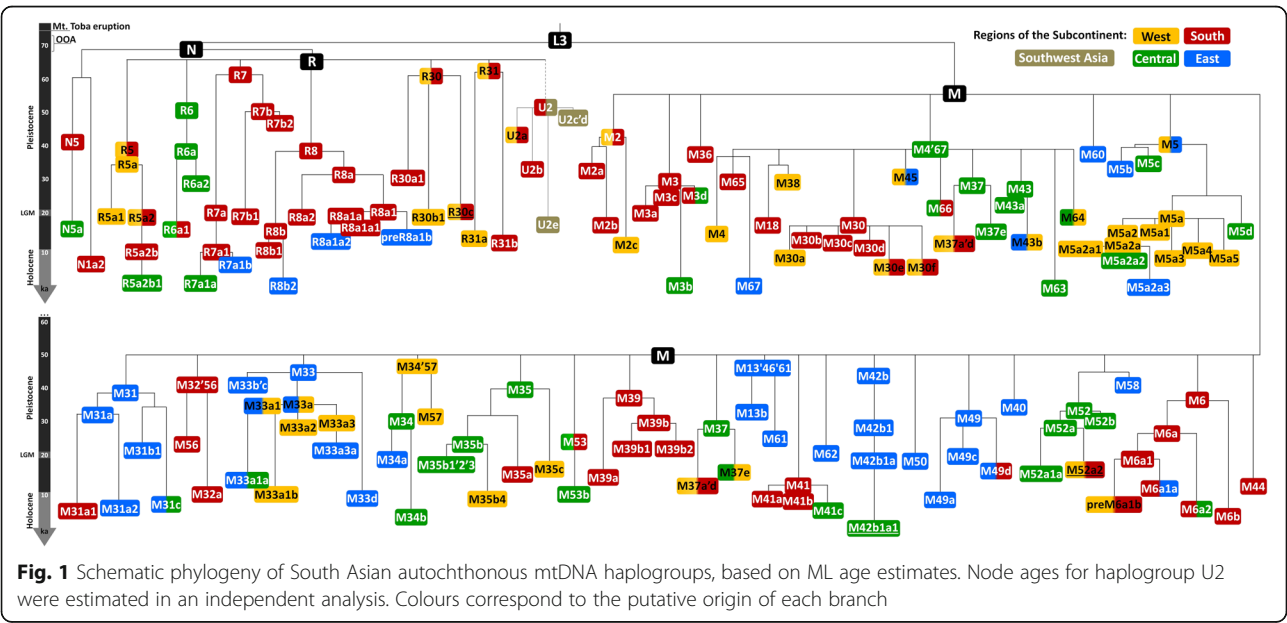 Mt. Toba eruption
OOA
70
60
50
40
30
20
10
ka
Pleistocene
LGM
Holocene
L3
N
R
M
Regions of the Subcontinent: West South
Southwest Asia Central East
N5
N5a
N1a2
R5
R5a
R5a1
R5a2
R5a2b
R5a2b1
R6
R6a
R6a2
R6a1
R7
R7b
R7b2
R7a
R7b1
R7a1
R7a1b
R7a1a
R8
R8a
R8a2
R8a1a
R8a1
R8a1a1
R8b
R8a1a2
preR8a1b
R8b1
R8b2
R30
R30a1
R30b1
R30c
R31
R31a
R31b
U2
U2c'd
U2a
U2b
U2e
M2
M2a
M2b
M2c
M36
M3
M3c
M3d
M3a
M3b
M65
M4
M67
M38
M18
M30
M30b
M30c
M30d
M30a
M30e
M30f
M4'67
M45
M66
M37
M37a'd
M37e
M43
M43a
M43b
M64
M63
M60
M5
M5b
M5c
M5a
M5a2
M5a1
M5a2a1
M5a2a
M5a4
M5a3
M5a5
M5a2a2
M5a2a3
M5d
...
60
50
40
30
20
10
ka
Pleistocene
LGM
Holocene
M
M31
M31a
M31b1
M31a1
M31a2
M31c
M32'56
M56
M32a
M33
M33b'c
M33a1
M33a
M33a3
M33a2
M33a3a
M33a1a
M33a1b
M33d
M34'57
M57
M34
M34a
M34b
M35
M35b
M35b1'2'3
M35a
M35c
M35b4
M53
M53b
M39
M39b
M39b1
M39b2
M39a
M37
M37e
M37a'd
M13'46'61
M13b
M61
M41
M41a
M41b
M41c
M62
M42b
M42b1
M42b1a
M42b1a1
M50
M49
M49c
M49d
M49a
M40
M58
M52
M52b
M52a
M52a1a
M52a2
M6
M6a
M6a1
M6a1a
preM6a1b
M6a2
M6b
M44
Fig. 1 Schematic phylogeny of South Asian autochthonous mtDNA haplogroups, based on ML age estimates. Node ages for haplogroup U2
were estimated in an independent analysis. Colours correspond to the putative origin of each branch